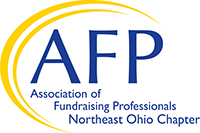 AFP
Association of
Fundraising Professionals
Northeast Ohio Chapter